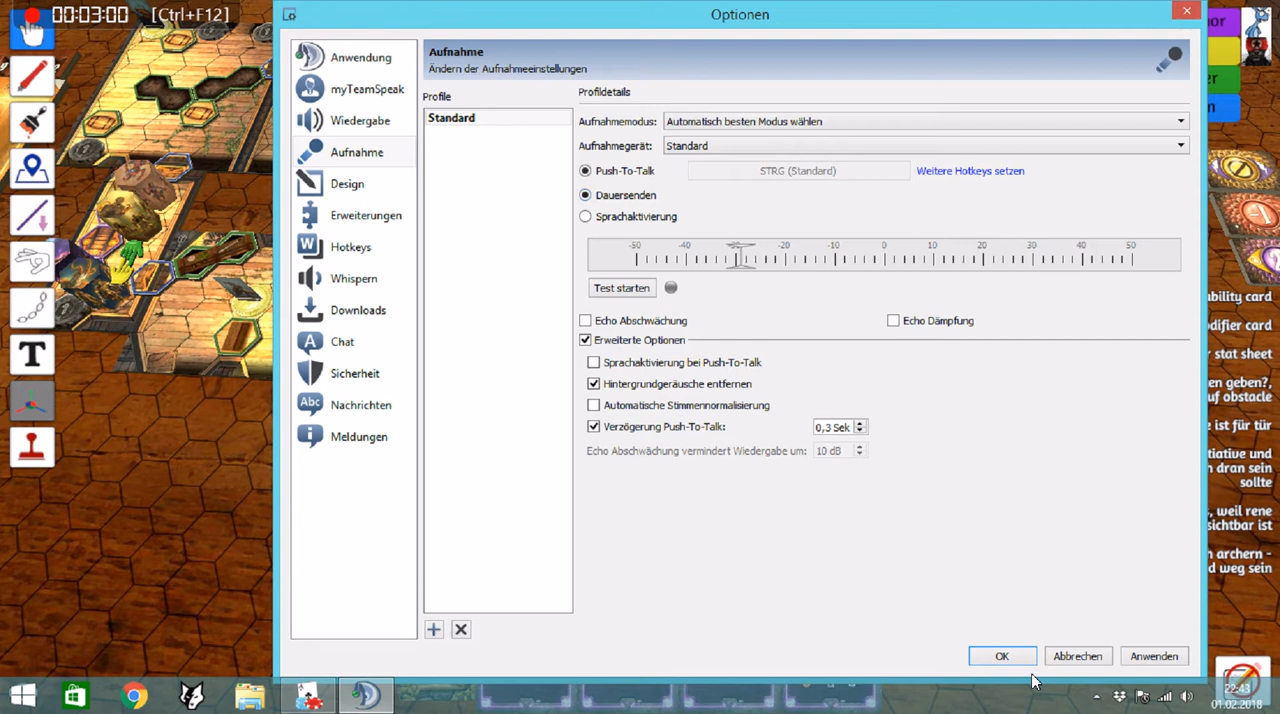 00:03:00 [Ctrl+F12]
Optionen
or
Anwendung
myTeamSpeak
Wiedergabe
Aufnahme
Design
Erweiterungen
Hotkeys
Whispern
Downloads
Chat
Sicherheit
Nachrichten
Meldungen
Aufnahme
Ändern der Aufnahmeeinstellungen
Profile
Standard
Profildetails
Aufnahmemodus: Automatisch besten Modus wählen
Aufnahmegerät: Standard
Push-To-Talk STRG (Standard) Weitere Hotkeys setzen
Dauersenden
Sprachaktivierung
-50 -40 -30 -20 -10 0 10 20 30 40 50
Test starten
Echo Abschwächung Echo Dämpfung
Erweiterte Optionen
Sprachaktivierung bei Push-To-Talk
Hintergrundgeräusche entfernen
Automatische Stimmennormalisierung
Verzögerung Push-To-Talk: 0,3 Sek
Echo Abschwächung vermindert Wiedergabe um: 10 dB
OK Abbrechen Anwenden
bility card
difier card
r stat sheet
en geben?,
uf obstacle
e ist für tür
itiative und
h dran sein
sollte
s, weil rene
sichtbar ist
n archern -
d weg sein
22:43
01.02.2018